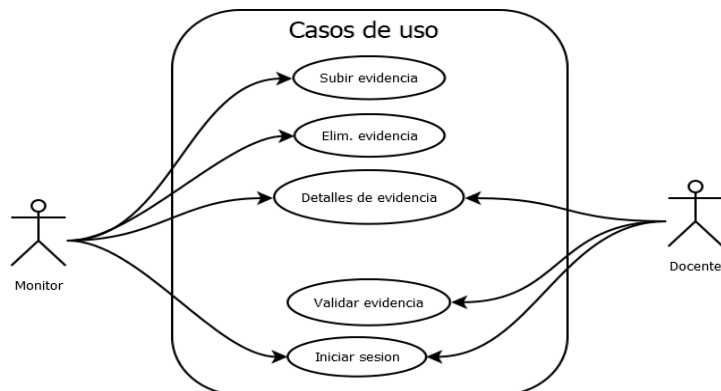 Casos de uso
Subir evidencia
Elim. evidencia
Detalles de evidencia
Monitor
Docente
Validar evidencia
Iniciar sesion